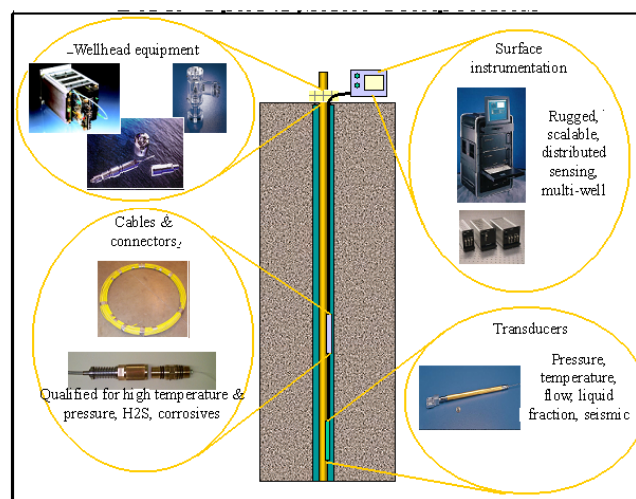 Wellhead equipment
Surface
instrumentation
Rugged,
scalable,
distributed
sensing,
multi-well
Cables &
connectors
Qualified for high temperature &
pressure, H2S, corrosives
Transducers
Pressure,
temperature,
flow, liquid
fraction, seismic